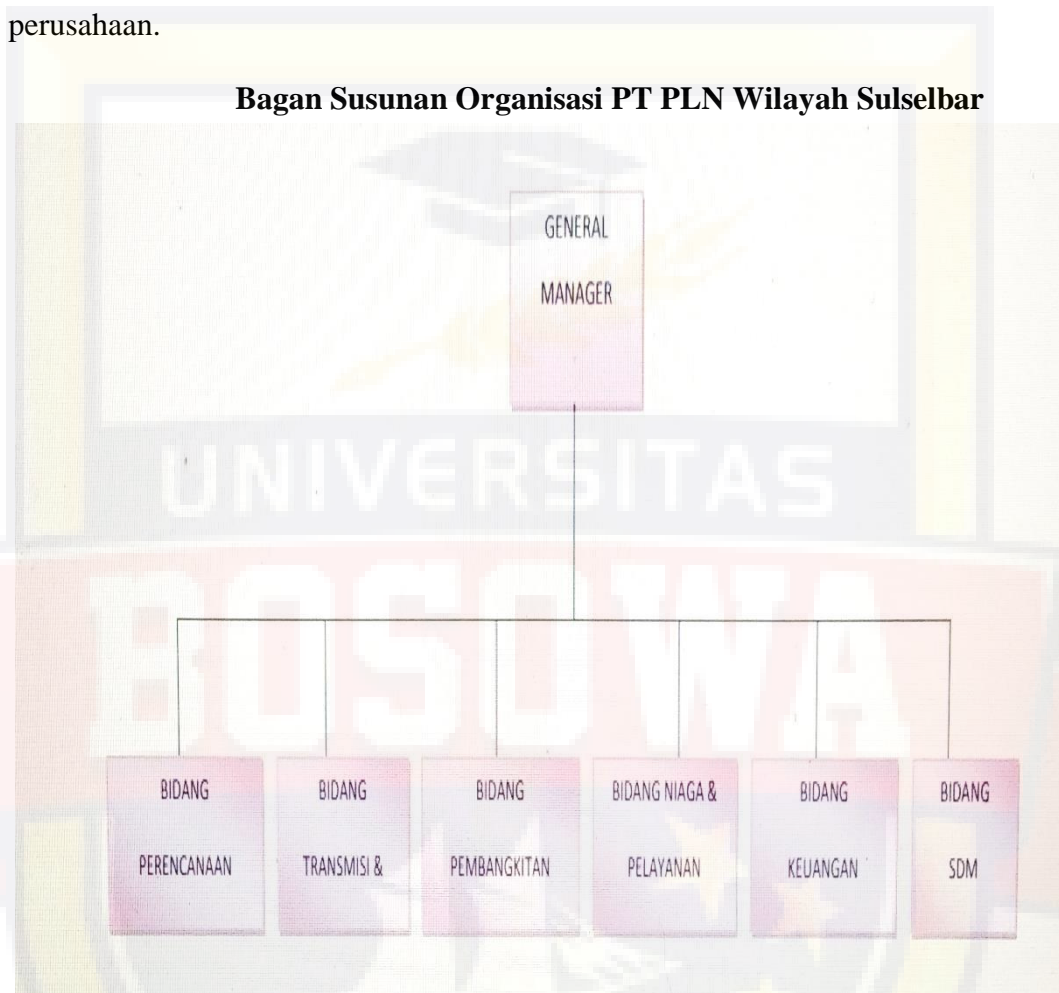 perusahaan.
Bagan Susunan Organisasi PT PLN Wilayah Sulselbar
GENERAL
MANAGER
UNIVERSITAS
BOSOWA
BIDANG
PERENCANAAN
BIDANG
TRANSMISI &
BIDANG
PEMBANGKITAN
BIDANG NIAGA &
PELAYANAN
BIDANG
KEUANGAN
BIDANG
SDM